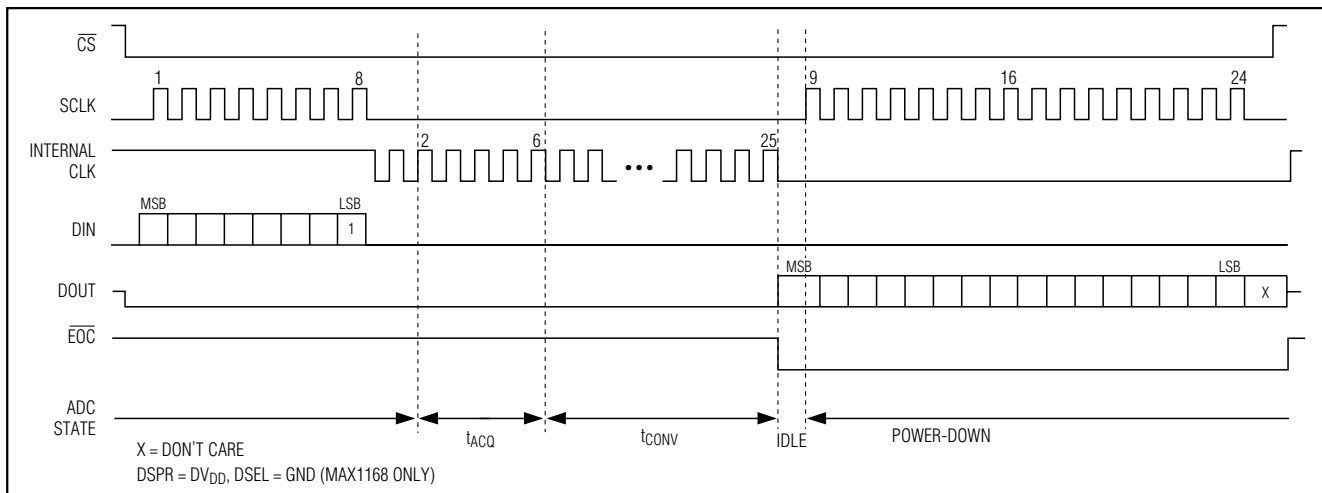 CS
1 8 9 16 24
SCLK
INTERNAL
CLK
2 6 25
•••
MSB LSB
DIN
1
MSB LSB
DOUT
X
EOC
ADC
STATE
tACQ tCONV IDLE POWER-DOWN
X = DON'T CARE
DSPR = DVDD, DSEL = GND (MAX1168 ONLY)